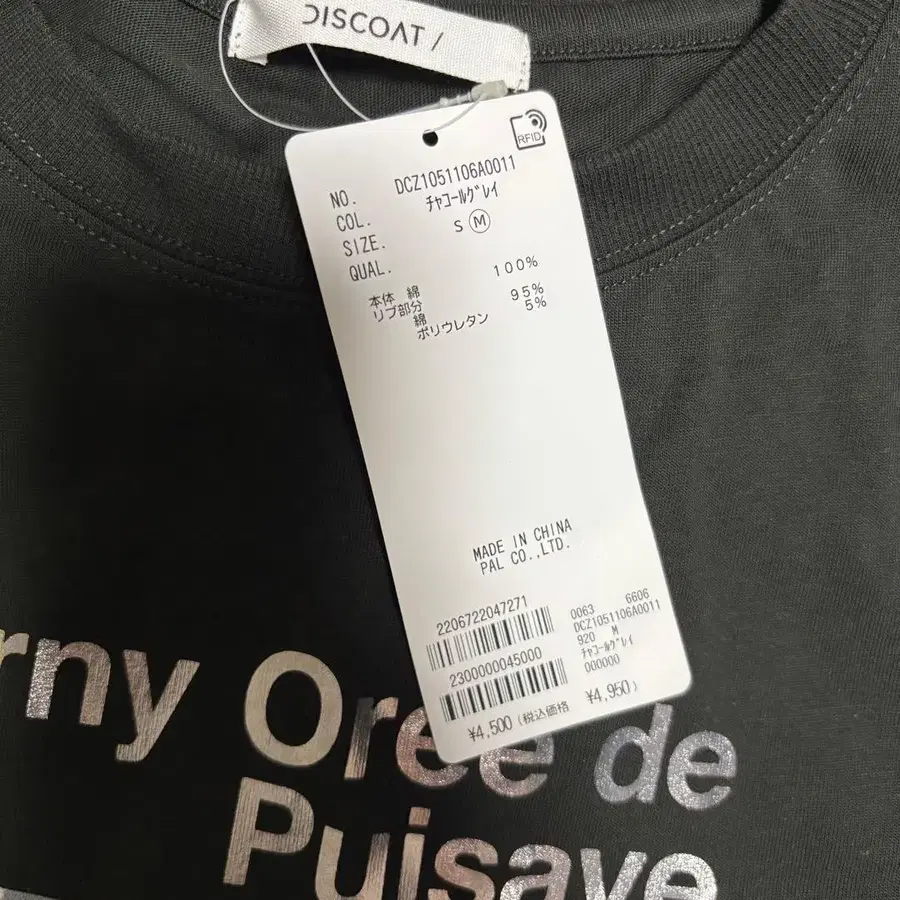 DISCOAT /
RFID
NO. DCZ1051106A0011
COL. ﾁｬｺｰﾙｸﾞﾚｲ
SIZE. S Ⓜ
QUAL.
本体 綿 100%
リブ部分
綿 95%
ポリウレタン 5%
MADE IN CHINA
PAL CO.,LTD.
2206722047271
2300000045000
¥4,500 (税込価格 ¥4,950)
0063 6606
DCZ1051106A0011
920 M
ﾁｬｺｰﾙｸﾞﾚｲ
000000
rny Orée de
Puisaye